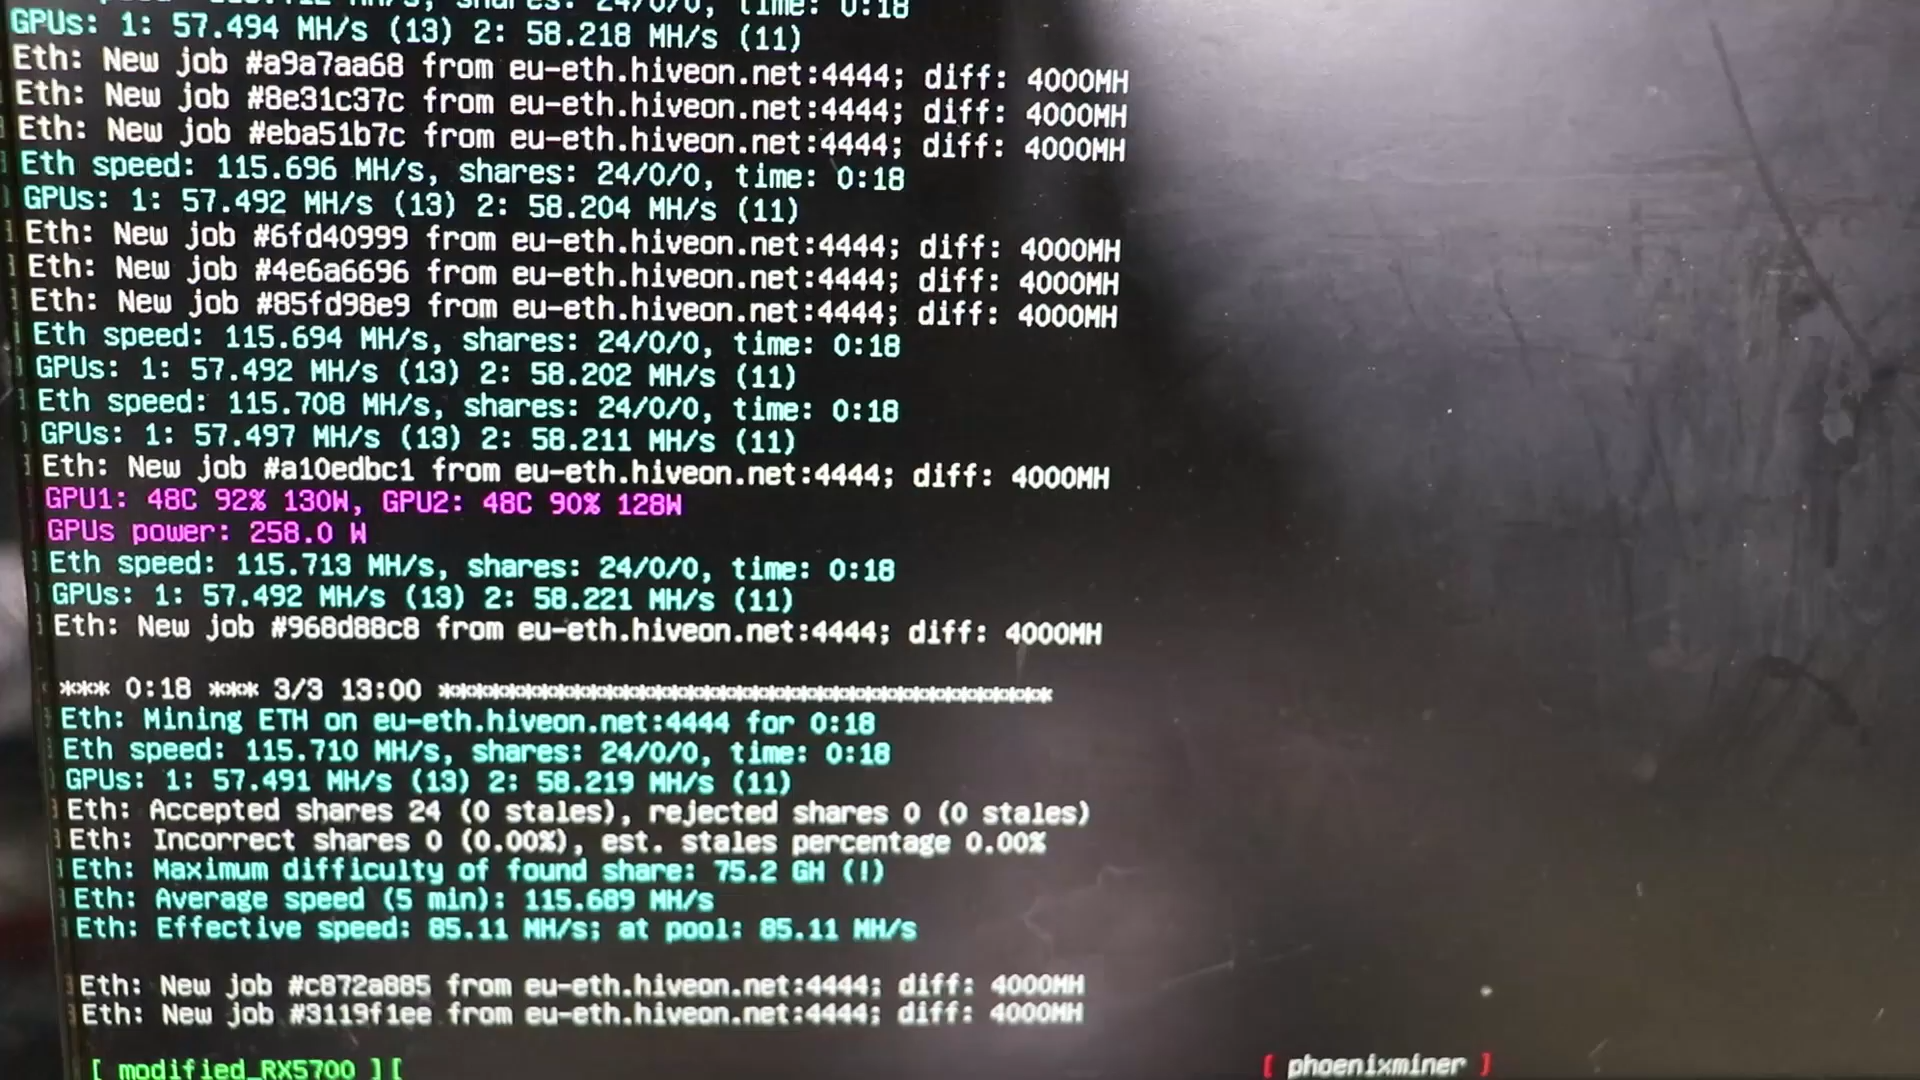 shares: 24/0/0, time: 0:18
GPUs: 1: 57.494 MH/s (13) 2: 58.218 MH/s (11)
Eth: New job #a9a7aa68 from eu-eth.hiveon.net:4444; diff: 4000MH
Eth: New job #8e31c37c from eu-eth.hiveon.net:4444; diff: 4000MH
Eth: New job #eba51b7c from eu-eth.hiveon.net:4444; diff: 4000MH
Eth speed: 115.696 MH/s, shares: 24/0/0, time: 0:18
GPUs: 1: 57.492 MH/s (13) 2: 58.204 MH/s (11)
Eth: New job #6fd40999 from eu-eth.hiveon.net:4444; diff: 4000MH
Eth: New job #4e6a6696 from eu-eth.hiveon.net:4444; diff: 4000MH
Eth: New job #85fd98e9 from eu-eth.hiveon.net:4444; diff: 4000MH
Eth speed: 115.694 MH/s, shares: 24/0/0, time: 0:18
GPUs: 1: 57.492 MH/s (13) 2: 58.202 MH/s (11)
Eth speed: 115.708 MH/s, shares: 24/0/0, time: 0:18
GPUs: 1: 57.497 MH/s (13) 2: 58.211 MH/s (11)
Eth: New job #a10edbc1 from eu-eth.hiveon.net:4444; diff: 4000MH
GPU1: 48C 92% 130W, GPU2: 48C 90% 128W
GPUs power: 258.0 W
Eth speed: 115.713 MH/s, shares: 24/0/0, time: 0:18
GPUs: 1: 57.492 MH/s (13) 2: 58.221 MH/s (11)
Eth: New job #968d88c8 from eu-eth.hiveon.net:4444; diff: 4000MH
*** 0:18 *** 3/3 13:00 **************************************
Eth: Mining ETH on eu-eth.hiveon.net:4444 for 0:18
Eth speed: 115.710 MH/s, shares: 24/0/0, time: 0:18
GPUs: 1: 57.491 MH/s (13) 2: 58.219 MH/s (11)
Eth: Accepted shares 24 (0 stales), rejected shares 0 (0 stales)
Eth: Incorrect shares 0 (0.00%), est. stales percentage 0.00%
Eth: Maximum difficulty of found share: 75.2 GH (!)
Eth: Average speed (5 min): 115.689 MH/s
Eth: Effective speed: 85.11 MH/s; at pool: 85.11 MH/s
Eth: New job #c872a885 from eu-eth.hiveon.net:4444; diff: 4000MH
Eth: New job #3119f1ee from eu-eth.hiveon.net:4444; diff: 4000MH
[ modified_RX5700 ][ [ phoenixminer ]